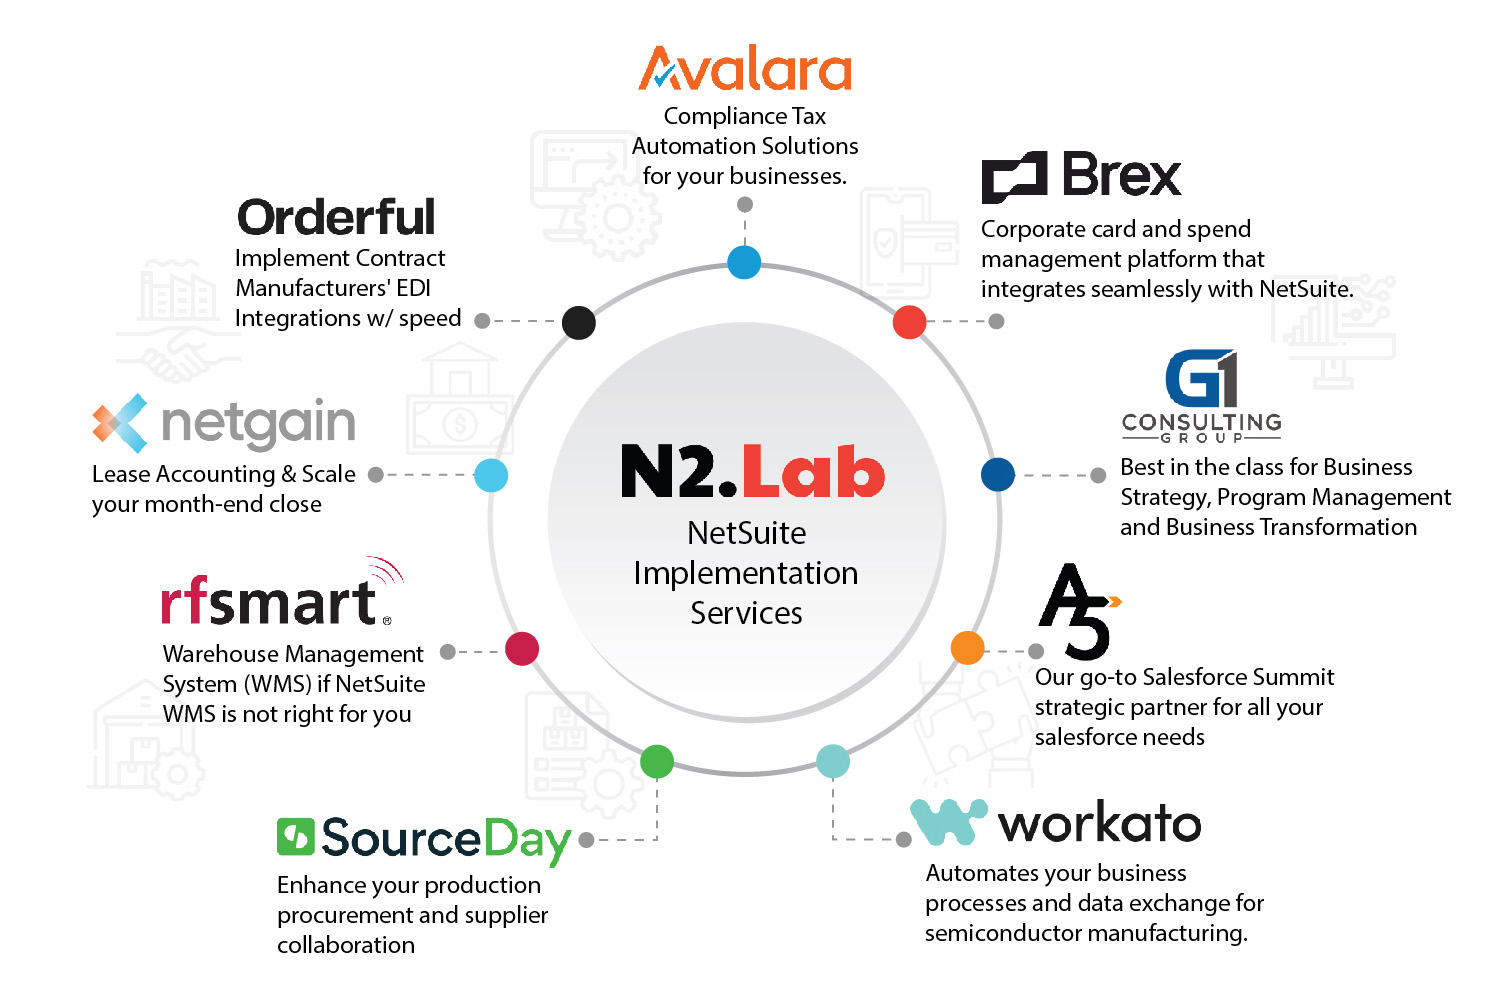 Avalara
Compliance Tax
Automation Solutions
for your businesses.
Brex
Corporate card and spend
management platform that
integrates seamlessly with NetSuite.
G1
CONSULTING
GROUP
Best in the class for Business
Strategy, Program Management
and Business Transformation
A5
Our go-to Salesforce Summit
strategic partner for all your
salesforce needs
workato
Automates your business
processes and data exchange for
semiconductor manufacturing.
SourceDay
Enhance your production
procurement and supplier
collaboration
rfsmart®
Warehouse Management
System (WMS) if NetSuite
WMS is not right for you
netgain
Lease Accounting & Scale
your month-end close
Orderful
Implement Contract
Manufacturers' EDI
Integrations w/ speed
N2.Lab
NetSuite
Implementation
Services
$